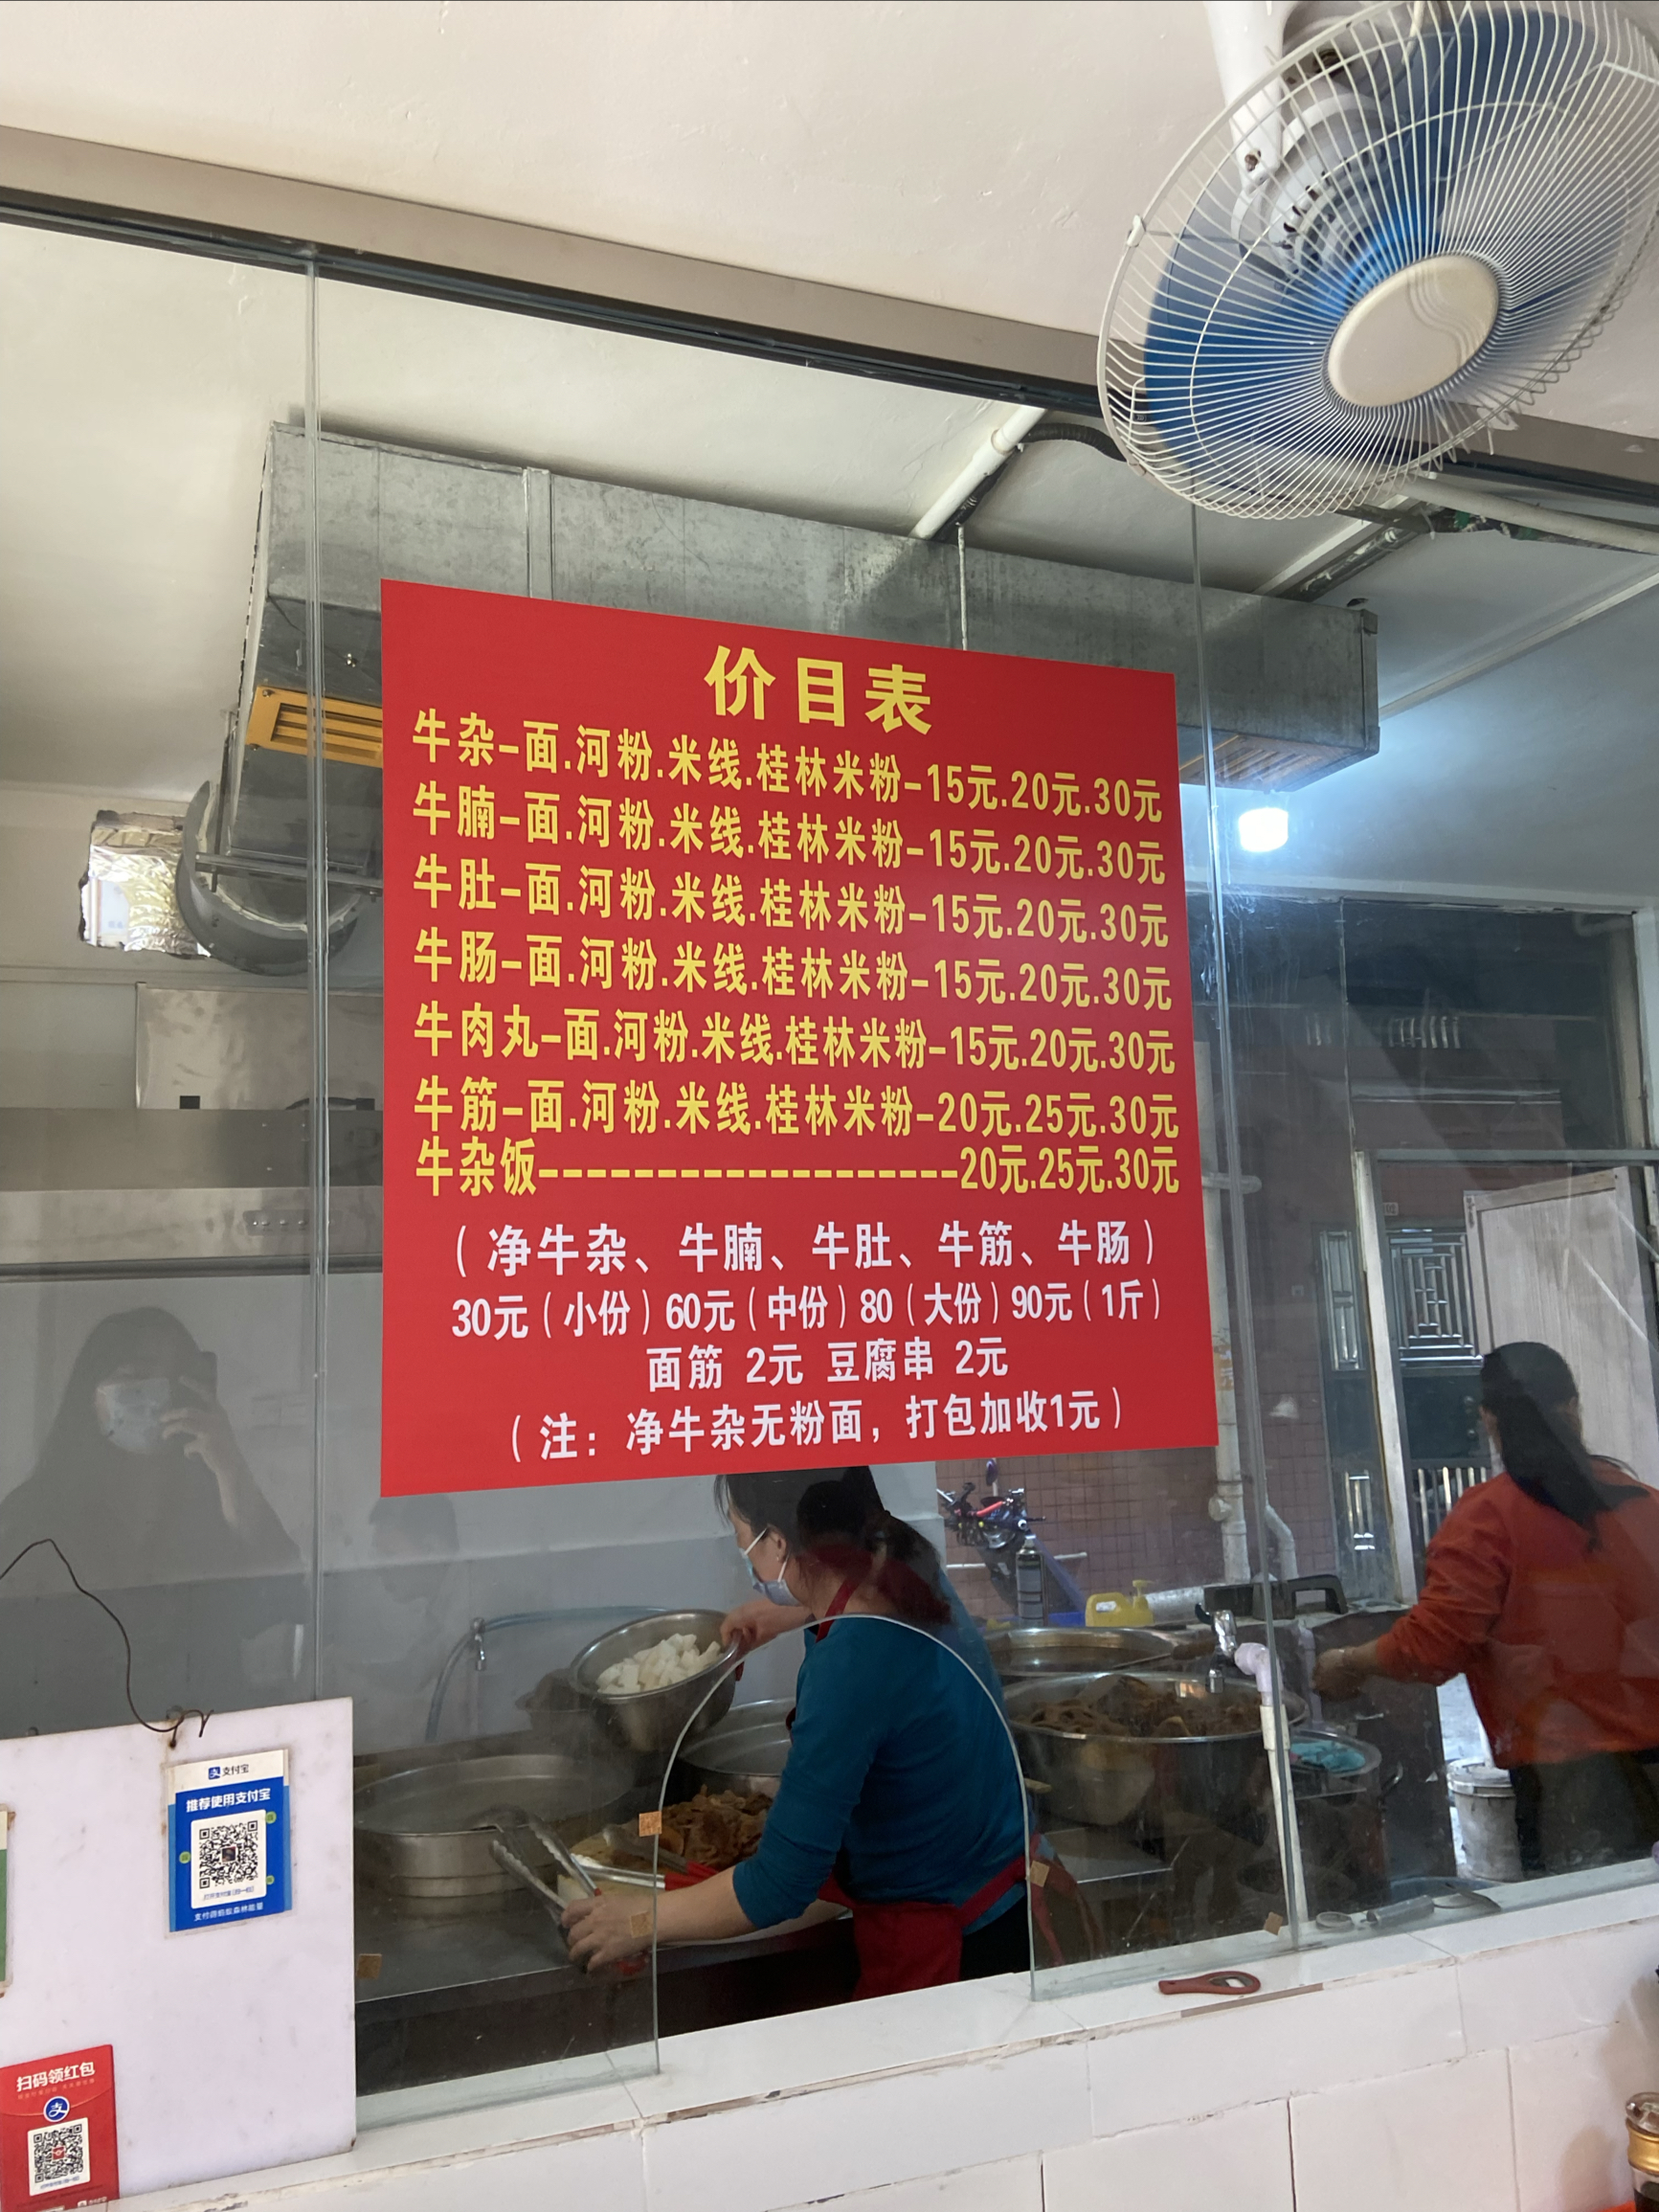 价目表
牛杂-面.河粉.米线.桂林米粉-15元.20元.30元
牛腩-面.河粉.米线.桂林米粉-15元.20元.30元
牛肚-面.河粉.米线.桂林米粉-15元.20元.30元
牛肠-面.河粉.米线.桂林米粉-15元.20元.30元
牛肉丸-面.河粉.米线.桂林米粉-15元.20元.30元
牛筋-面.河粉.米线.桂林米粉-20元.25元.30元
牛杂饭-------------------20元.25元.30元
（净牛杂、牛腩、牛肚、牛筋、牛肠）
30元（小份）60元（中份）80（大份）90元（1斤）
面筋 2元 豆腐串 2元
（注：净牛杂无粉面，打包加收1元）
支付宝
推荐使用支付宝
扫码领红包